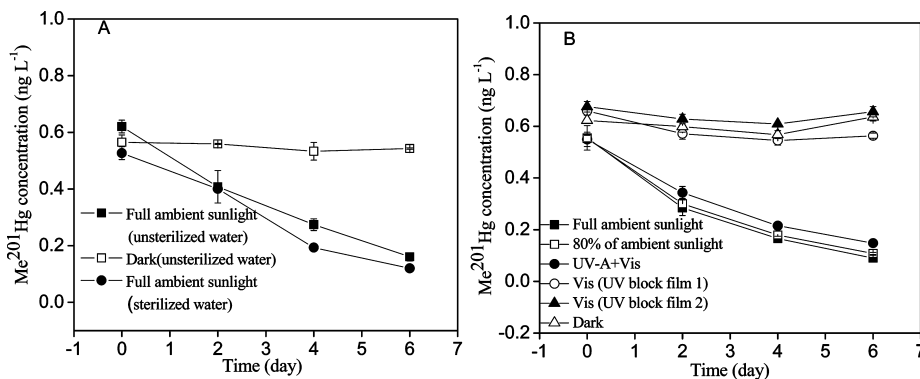 A
Me201Hg concentration (ng L-1)
1.0
0.8
0.6
0.4
0.2
0.0
Full ambient sunlight
(unsterilized water)
Dark(unsterilized water)
Full ambient sunlight
(sterilized water)
-1 0 1 2 3 4 5 6 7
Time (day)
B
Me201Hg concentration (ng L-1)
1.0
0.8
0.6
0.4
0.2
0.0
-0.2
Full ambient sunlight
80% of ambient sunlight
UV-A+Vis
Vis (UV block film 1)
Vis (UV block film 2)
Dark
-1 0 1 2 3 4 5 6 7
Time (day)